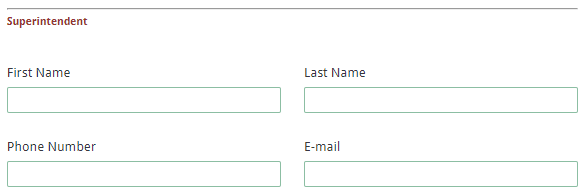 Superintendent
First Name
Last Name
Phone Number
E-mail